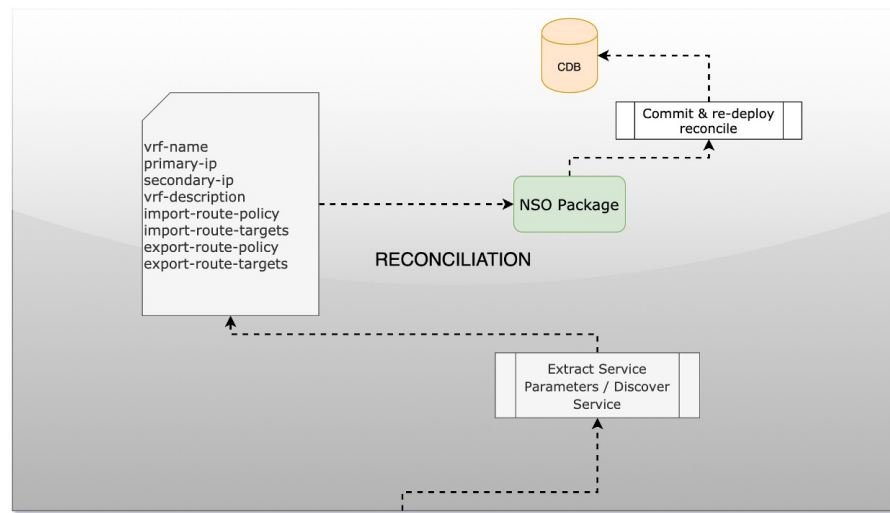 CDB
Commit & re-deploy
reconcile
vrf-name
primary-ip
secondary-ip
vrf-description
import-route-policy
import-route-targets
export-route-policy
export-route-targets
NSO Package
RECONCILIATION
Extract Service
Parameters / Discover
Service